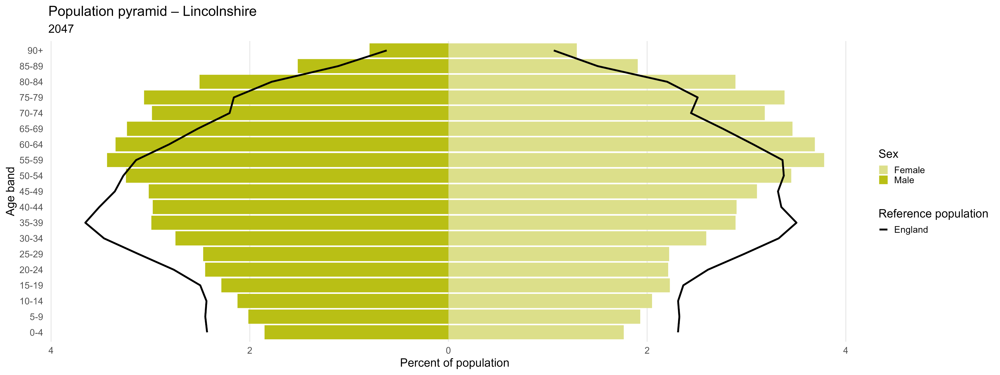 Population pyramid – Lincolnshire
2047
Age band
90+
85-89
80-84
75-79
70-74
65-69
60-64
55-59
50-54
45-49
40-44
35-39
30-34
25-29
20-24
15-19
10-14
5-9
0-4
4 2 0 2 4
Percent of population
Sex
Female
Male
Reference population
England